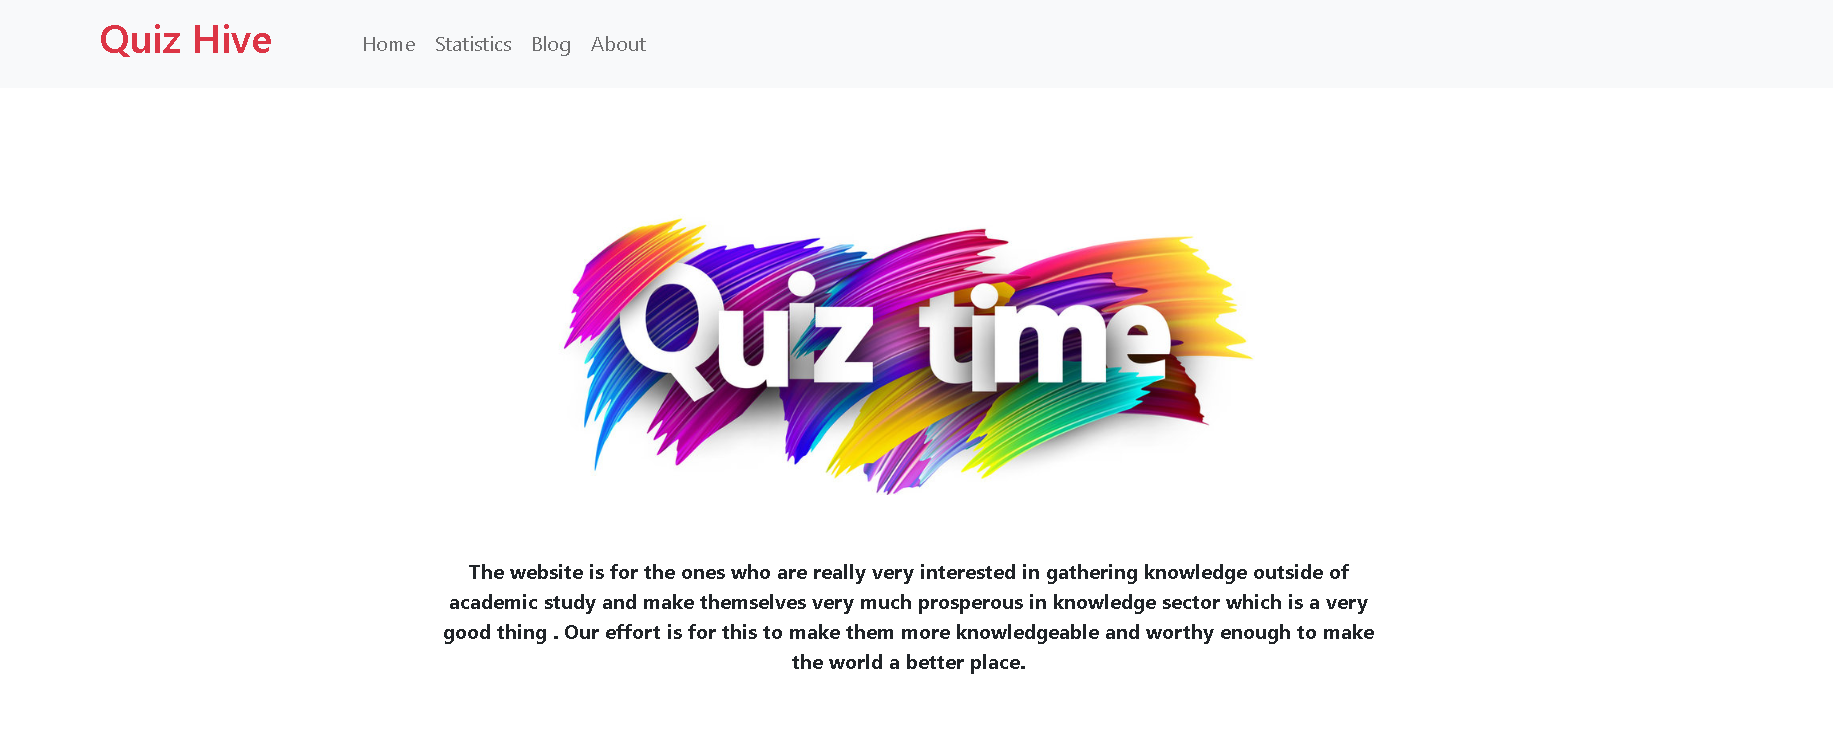 Quiz Hive
Home Statistics Blog About
Quiz time
The website is for the ones who are really very interested in gathering knowledge outside of
academic study and make themselves very much prosperous in knowledge sector which is a very
good thing . Our effort is for this to make them more knowledgeable and worthy enough to make
the world a better place.